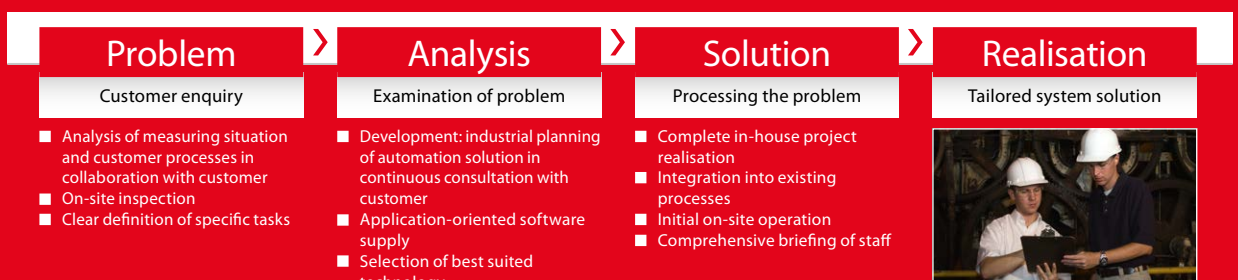 Problem
Customer enquiry
Analysis of measuring situation
and customer processes in
collaboration with customer
On-site inspection
Clear definition of specific tasks
Analysis
Examination of problem
Development: industrial planning
of automation solution in
continuous consultation with
customer
Application-oriented software
supply
Selection of best suited
technology
Solution
Processing the problem
Complete in-house project
realisation
Integration into existing
processes
Initial on-site operation
Comprehensive briefing of staff
Realisation
Tailored system solution